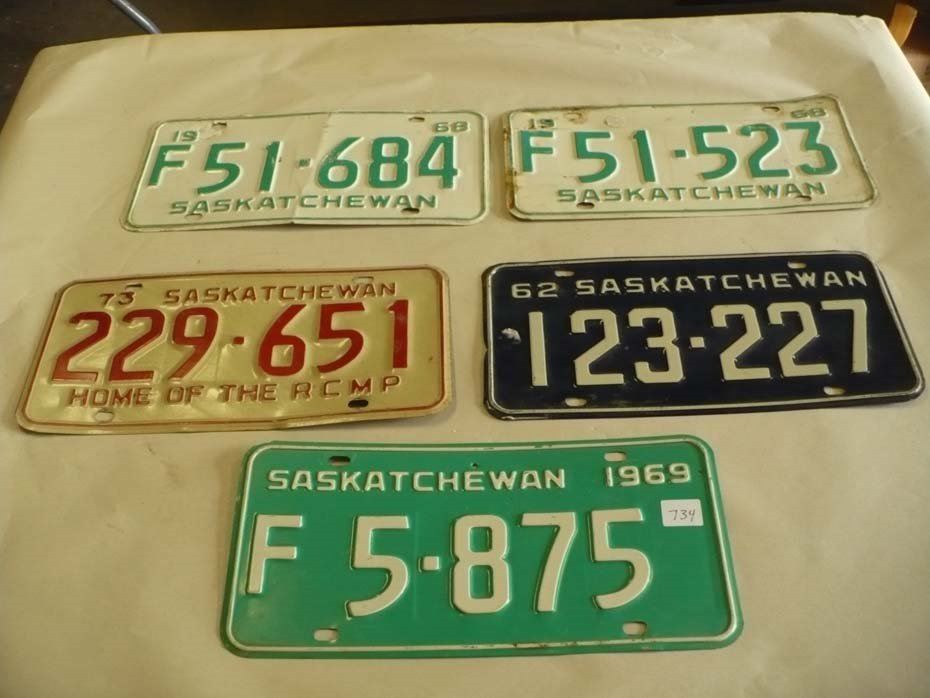 19 68
F51-684
SASKATCHEWAN
19 68
F51-523
SASKATCHEWAN
73 SASKATCHEWAN
229-651
HOME OF THE RCMP
62 SASKATCHEWAN
123-227
SASKATCHEWAN 1969
F 5-875
734